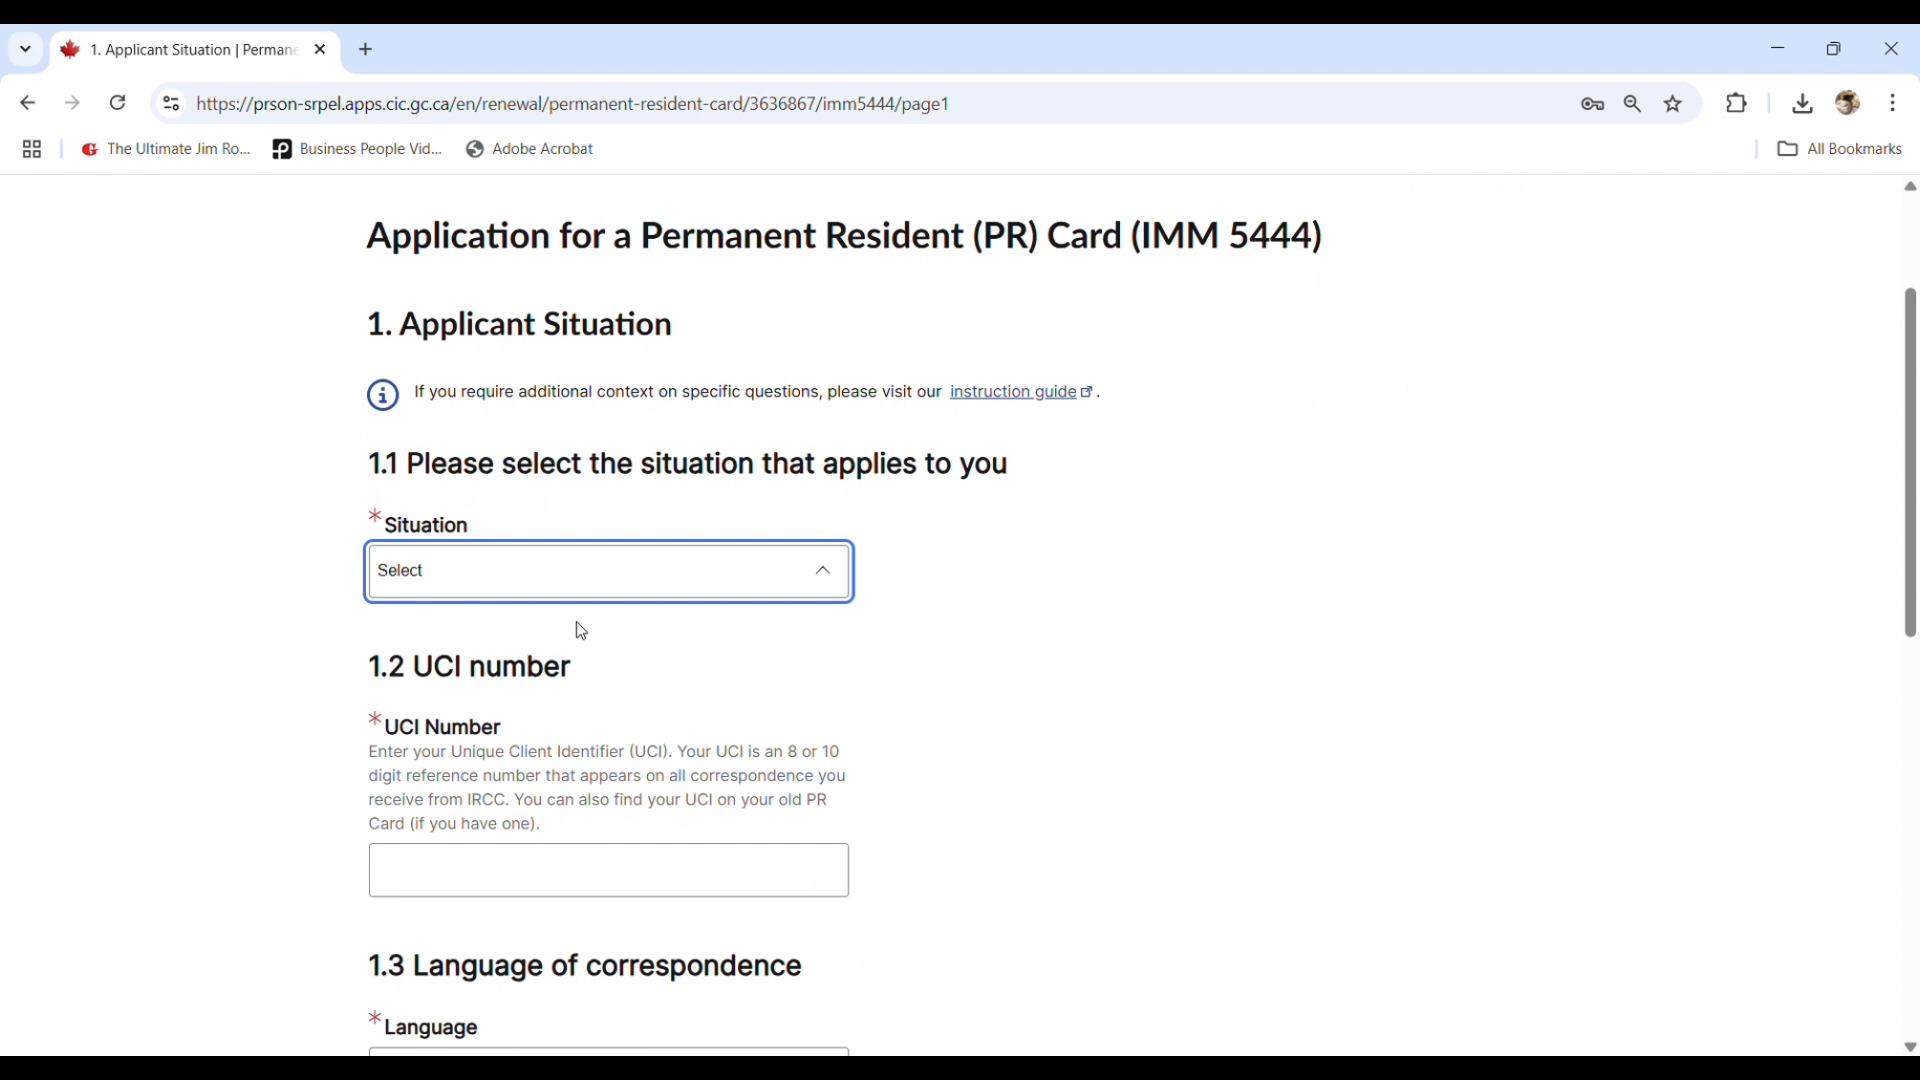 1. Applicant Situation | Permane
https://prson-srpel.apps.cic.gc.ca/en/renewal/permanent-resident-card/3636867/imm5444/page1
The Ultimate Jim Ro...
Business People Vid...
Adobe Acrobat
All Bookmarks
Application for a Permanent Resident (PR) Card (IMM 5444)
1. Applicant Situation
If you require additional context on specific questions, please visit our instruction guide.
1.1 Please select the situation that applies to you
* Situation
Select
1.2 UCI number
* UCI Number
Enter your Unique Client Identifier (UCI). Your UCI is an 8 or 10
digit reference number that appears on all correspondence you
receive from IRCC. You can also find your UCI on your old PR
Card (if you have one).
1.3 Language of correspondence
* Language